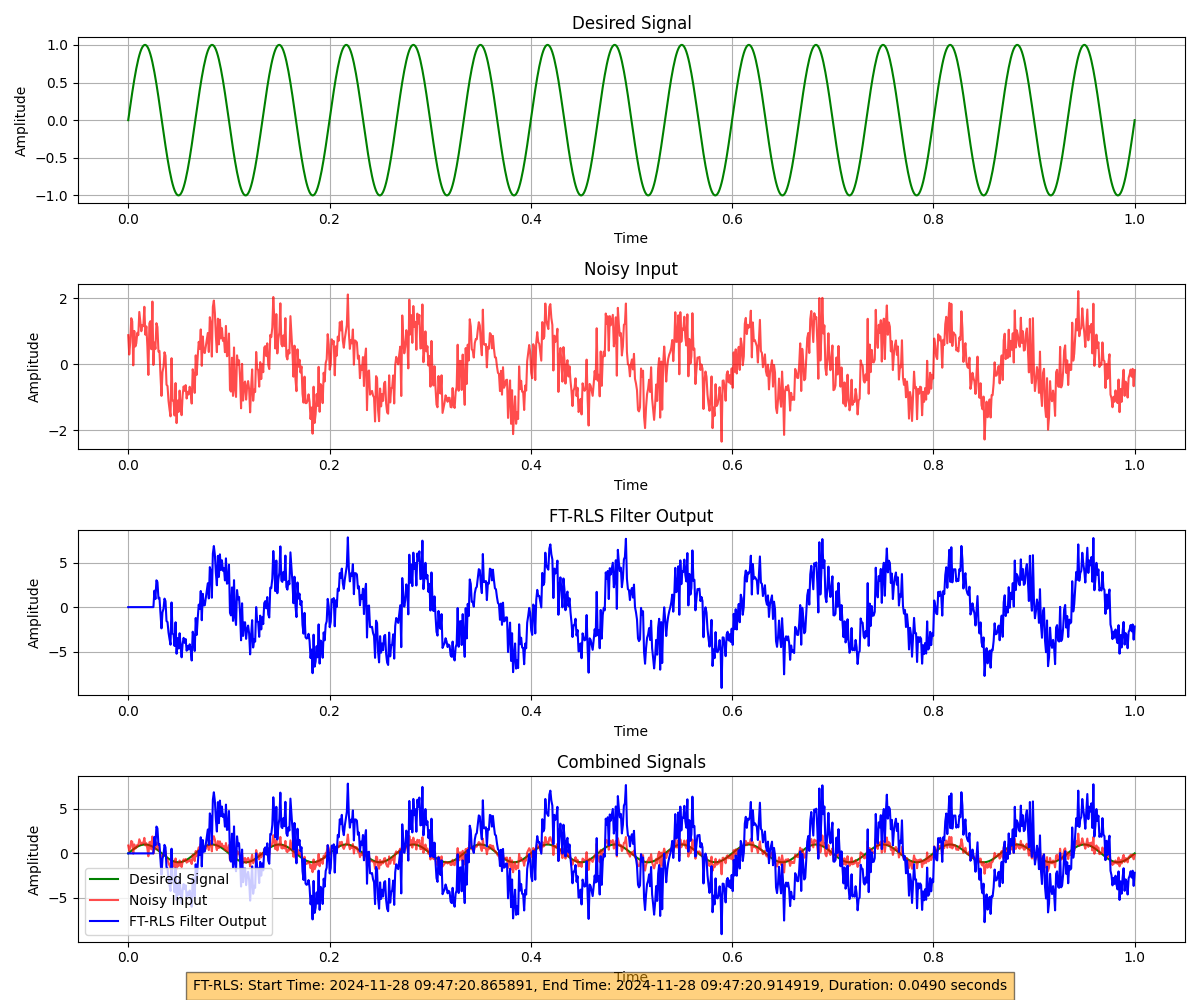 Desired Signal
1.0
0.5
0.0
−0.5
−1.0
Amplitude
0.0 0.2 0.4 0.6 0.8 1.0
Time
Noisy Input
2
0
−2
Amplitude
0.0 0.2 0.4 0.6 0.8 1.0
Time
FT-RLS Filter Output
5
0
−5
Amplitude
0.0 0.2 0.4 0.6 0.8 1.0
Time
Combined Signals
5
0
−5
Amplitude
Desired Signal
Noisy Input
FT-RLS Filter Output
0.0 0.2 0.4 0.6 0.8 1.0
Time
FT-RLS: Start Time: 2024-11-28 09:47:20.865891, End Time: 2024-11-28 09:47:20.914919, Duration: 0.0490 seconds